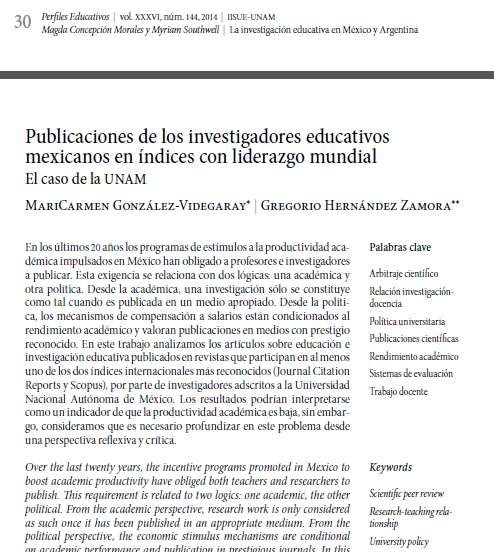 30
Perfiles Educativos | vol. XXXVI, núm. 144, 2014 | IISUE-UNAM
Magda Concepción Morales y Myriam Southwell | La investigación educativa en México y Argentina
Publicaciones de los investigadores educativos
mexicanos en índices con liderazgo mundial
El caso de la UNAM
MariCarmen González-Videgaray* | Gregorio Hernández Zamora**
En los últimos 20 años los programas de estímulos a la productividad aca-
démica impulsados en México han obligado a profesores e investigadores
a publicar. Esta exigencia se relaciona con dos lógicas: una académica y
otra política. Desde la académica, una investigación sólo se constituye
como tal cuando es publicada en un medio apropiado. Desde la políti-
ca, los mecanismos de compensación a salarios están condicionados al
rendimiento académico y valoran publicaciones en medios con prestigio
reconocido. En este trabajo analizamos los artículos sobre educación e
investigación educativa publicados en revistas que participan en al menos
uno de los dos índices internacionales más reconocidos (Journal Citation
Reports y Scopus), por parte de investigadores adscritos a la Universidad
Nacional Autónoma de México. Los resultados podrían interpretarse
como un indicador de que la productividad académica es baja, sin embar-
go, consideramos que es necesario profundizar en este problema desde
una perspectiva reflexiva y crítica.
Palabras clave
Arbitraje científico
Relación investigación-
docencia
Política universitaria
Publicaciones científicas
Rendimiento académico
Sistemas de evaluación
Trabajo docente
Over the last twenty years, the incentive programs promoted in Mexico to
boost academic productivity have obliged both teachers and researchers to
publish. This requirement is related to two logics: one academic, the other
political. From the academic perspective, research work is only considered
as such once it has been published in an appropriate medium. From the
political perspective, the economic stimulus mechanisms are conditional
on academic performance and publication in prestigious journals. In this
Keywords
Scientific peer review
Research-teaching rela-
tionship
University policy